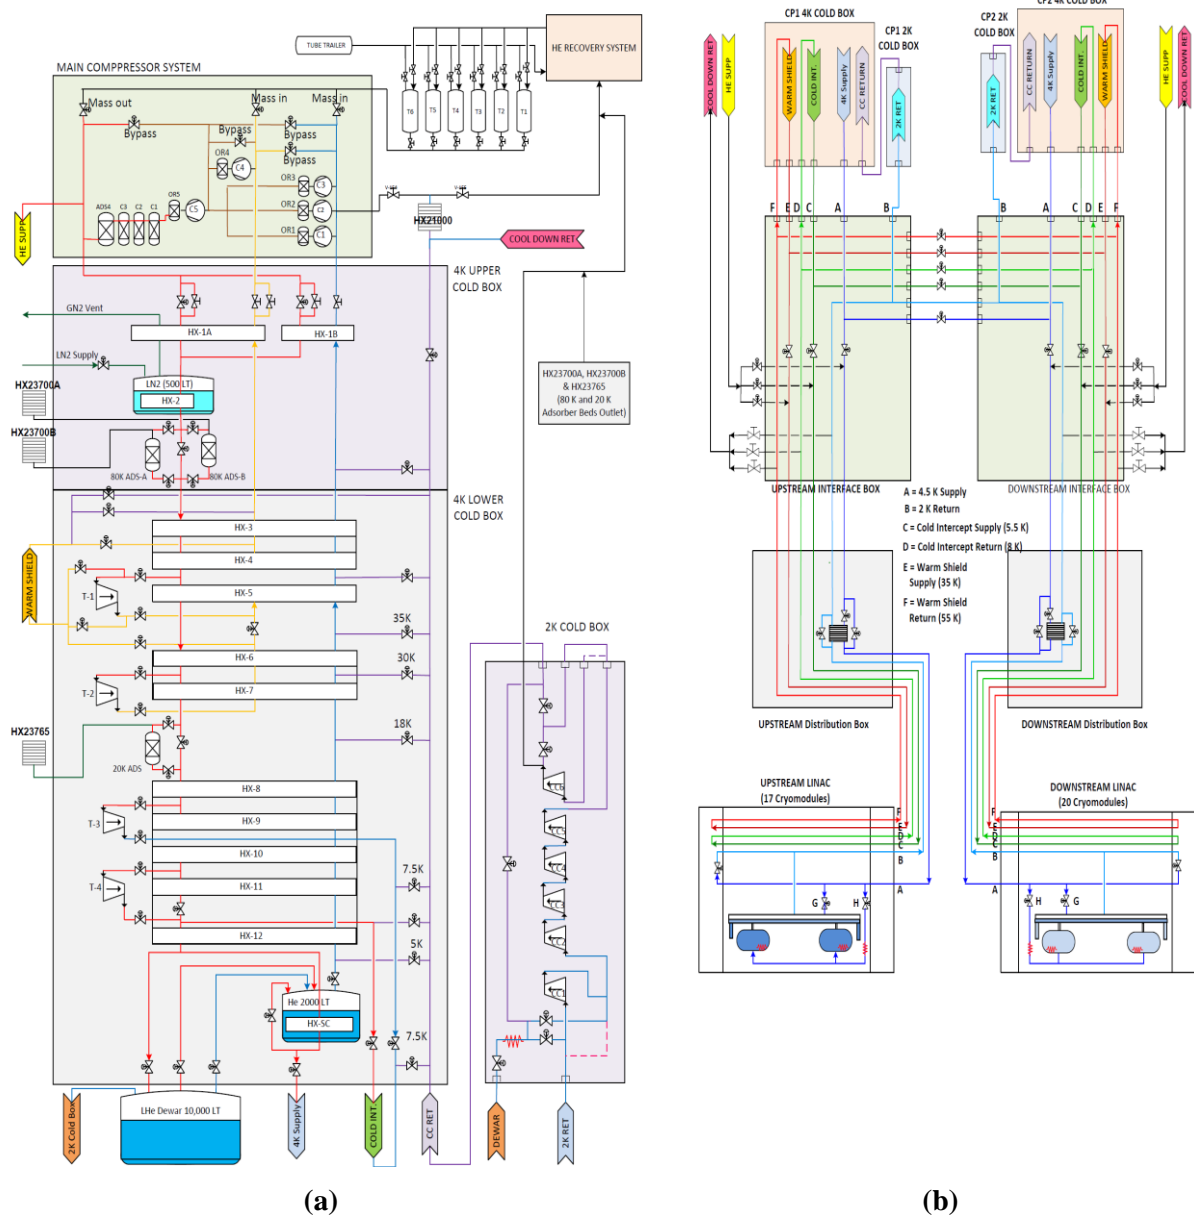 TUBE TRAILER
HE RECOVERY SYSTEM
MAIN COMPPRESSOR SYSTEM
Mass out
Mass in
Mass in
Bypass
Bypass
Bypass
Bypass
T6
T5
T4
T3
T2
T1
OR4
C4
OR3
C3
OR5
C5
OR2
C2
OR1
C1
ADS4
C3
C2
C1
HX21000
HE SUPP
COOL DOWN RET
4K UPPER
COLD BOX
GN2 Vent
HX-1A
HX-1B
LN2 Supply
LN2 (500 LT)
HX-2
HX23700A
HX23700B
80K ADS-A
80K ADS-B
HX23700A, HX23700B
& HX23765
(80 K and 20 K
Adsorber Beds Outlet)
4K LOWER
COLD BOX
HX-3
HX-4
HX-5
WARM SHIELD
T-1
35K
HX-6
30K
HX-7
T-2
18K
HX23765
20K ADS
HX-8
HX-9
T-3
HX-10
HX-11
T-4
7.5K
HX-12
5K
He 2000 LT
HX-SC
7.5K
LHe Dewar 10,000 LT
2K Cold Box
4K Supply
COLD INT.
CC RET
2K COLD BOX
CC6
CC5
CC4
CC3
CC2
CC1
DEWAR
2K RET
(a)
CP1 4K COLD BOX
CP1 2K
COLD BOX
CP2 2K
COLD BOX
CP2 4K COLD BOX
COOL DOWN RET
HE SUPP
WARM SHIELD
COLD INT.
4K Supply
CC RETURN
2K RET
2K RET
CC RETURN
4K Supply
COLD INT.
WARM SHIELD
HE SUPP
COOL DOWN RET
F
E
D
C
A
B
B
A
C
D
E
F
UPSTREAM INTERFACE BOX
DOWNSTREAM INTERFACE BOX
A = 4.5 K Supply
B = 2 K Return
C = Cold Intercept Supply (5.5 K)
D = Cold Intercept Return (8 K)
E = Warm Shield
Supply (35 K)
F = Warm Shield
Return (55 K)
UPSTREAM Distribution Box
DOWNSTREAM Distribution Box
UPSTREAM LINAC
(17 Cryomodules)
DOWNSTREAM LINAC
(20 Cryomodules)
F
E
D
C
B
A
G
H
F
E
D
C
B
A
H
G
(b)